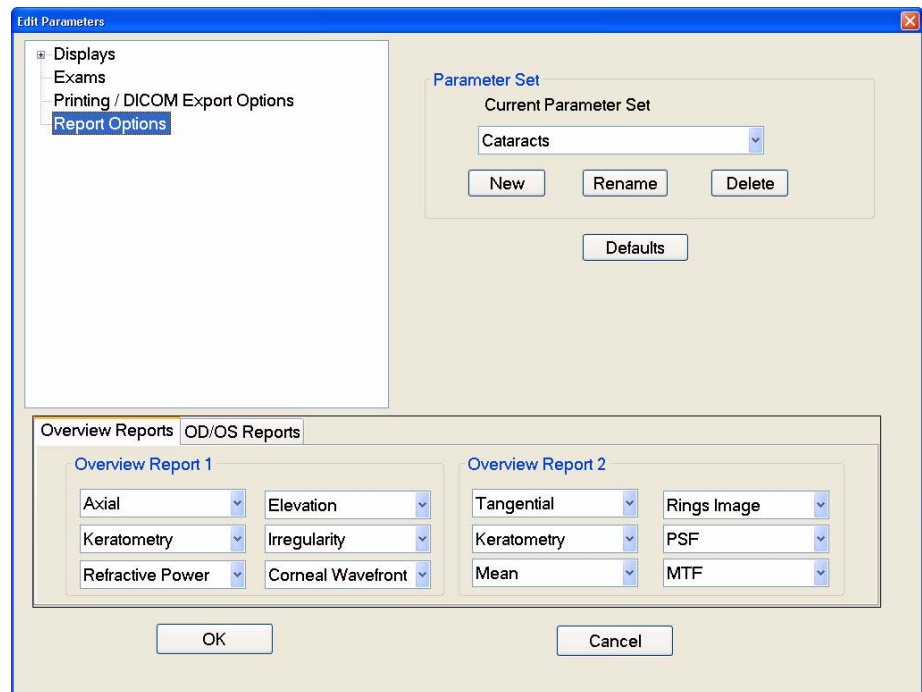 Edit Parameters
Displays
Exams
Printing / DICOM Export Options
Report Options
Parameter Set
Current Parameter Set
Cataracts
New Rename Delete
Defaults
Overview Reports OD/OS Reports
Overview Report 1
Axial Elevation
Keratometry Irregularity
Refractive Power Corneal Wavefront
Overview Report 2
Tangential Rings Image
Keratometry PSF
Mean MTF
OK Cancel